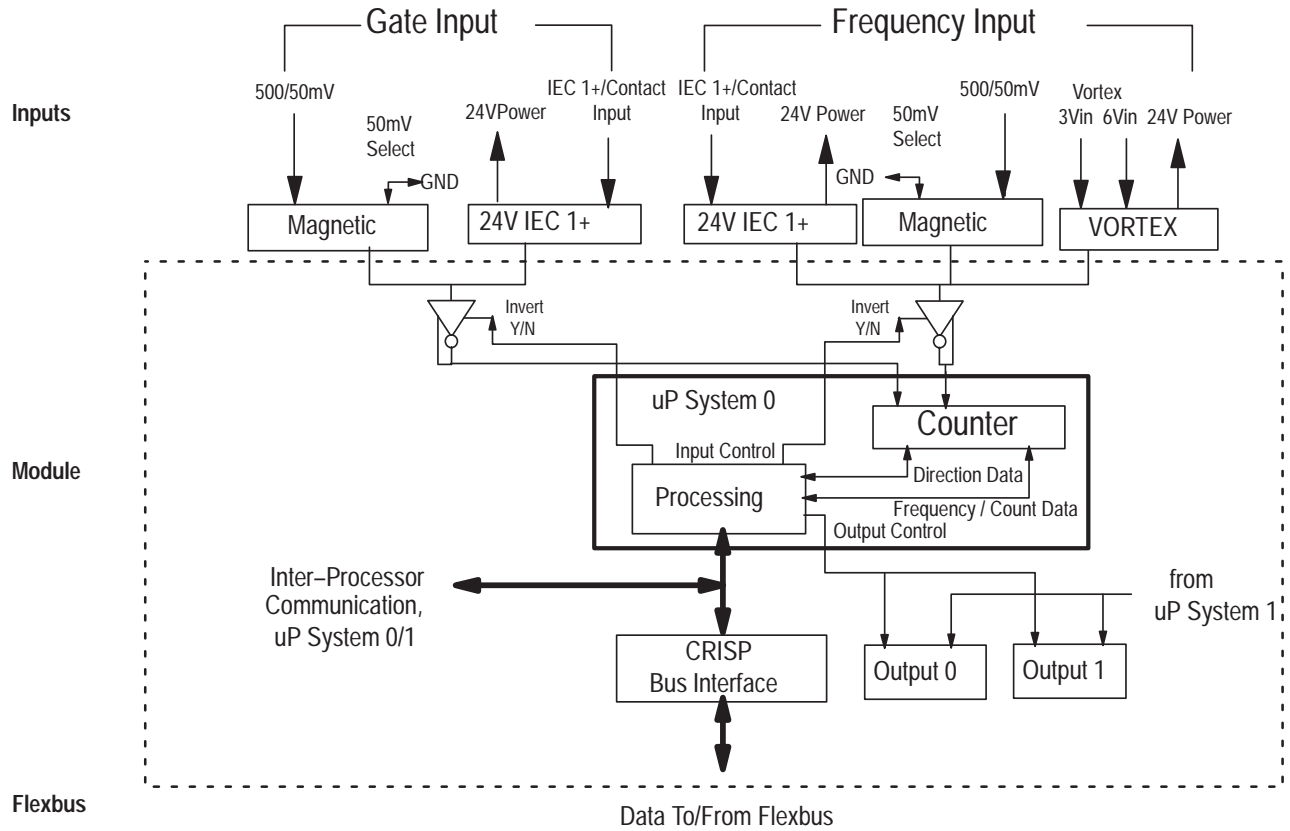 Gate Input
Frequency Input
Inputs
500/50mV
50mV
Select
GND
24VPower
IEC 1+/Contact
Input
IEC 1+/Contact
Input
24V Power
GND
50mV
Select
500/50mV
Vortex
3Vin 6Vin 24V Power
Magnetic
24V IEC 1+
24V IEC 1+
Magnetic
VORTEX
Invert
Y/N
Invert
Y/N
Module
uP System 0
Counter
Input Control
Direction Data
Processing
Frequency / Count Data
Output Control
Inter–Processor
Communication,
uP System 0/1
from
uP System 1
CRISP
Bus Interface
Output 0
Output 1
Flexbus
Data To/From Flexbus